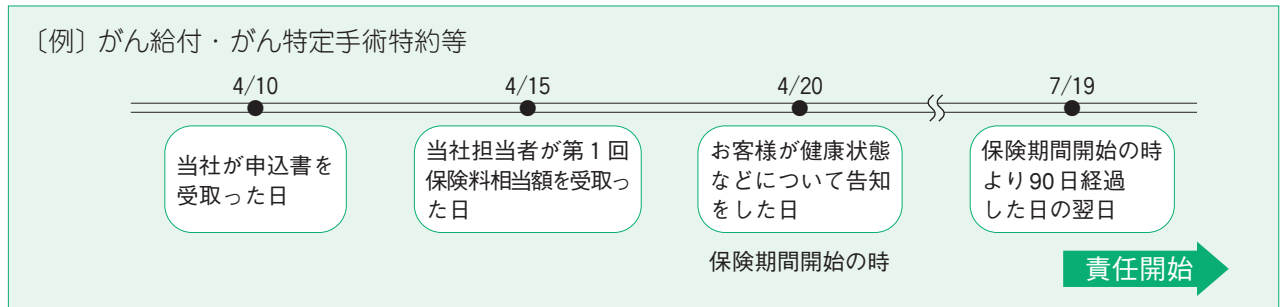 〔例〕がん給付・がん特定手術特約等
4/10
4/15
4/20
7/19
当社が申込書を
受取った日
当社担当者が第1回
保険料相当額を受取っ
た日
お客様が健康状態
などについて告知
をした日
保険期間開始の時
より90日経過
した日の翌日
保険期間開始の時
責任開始